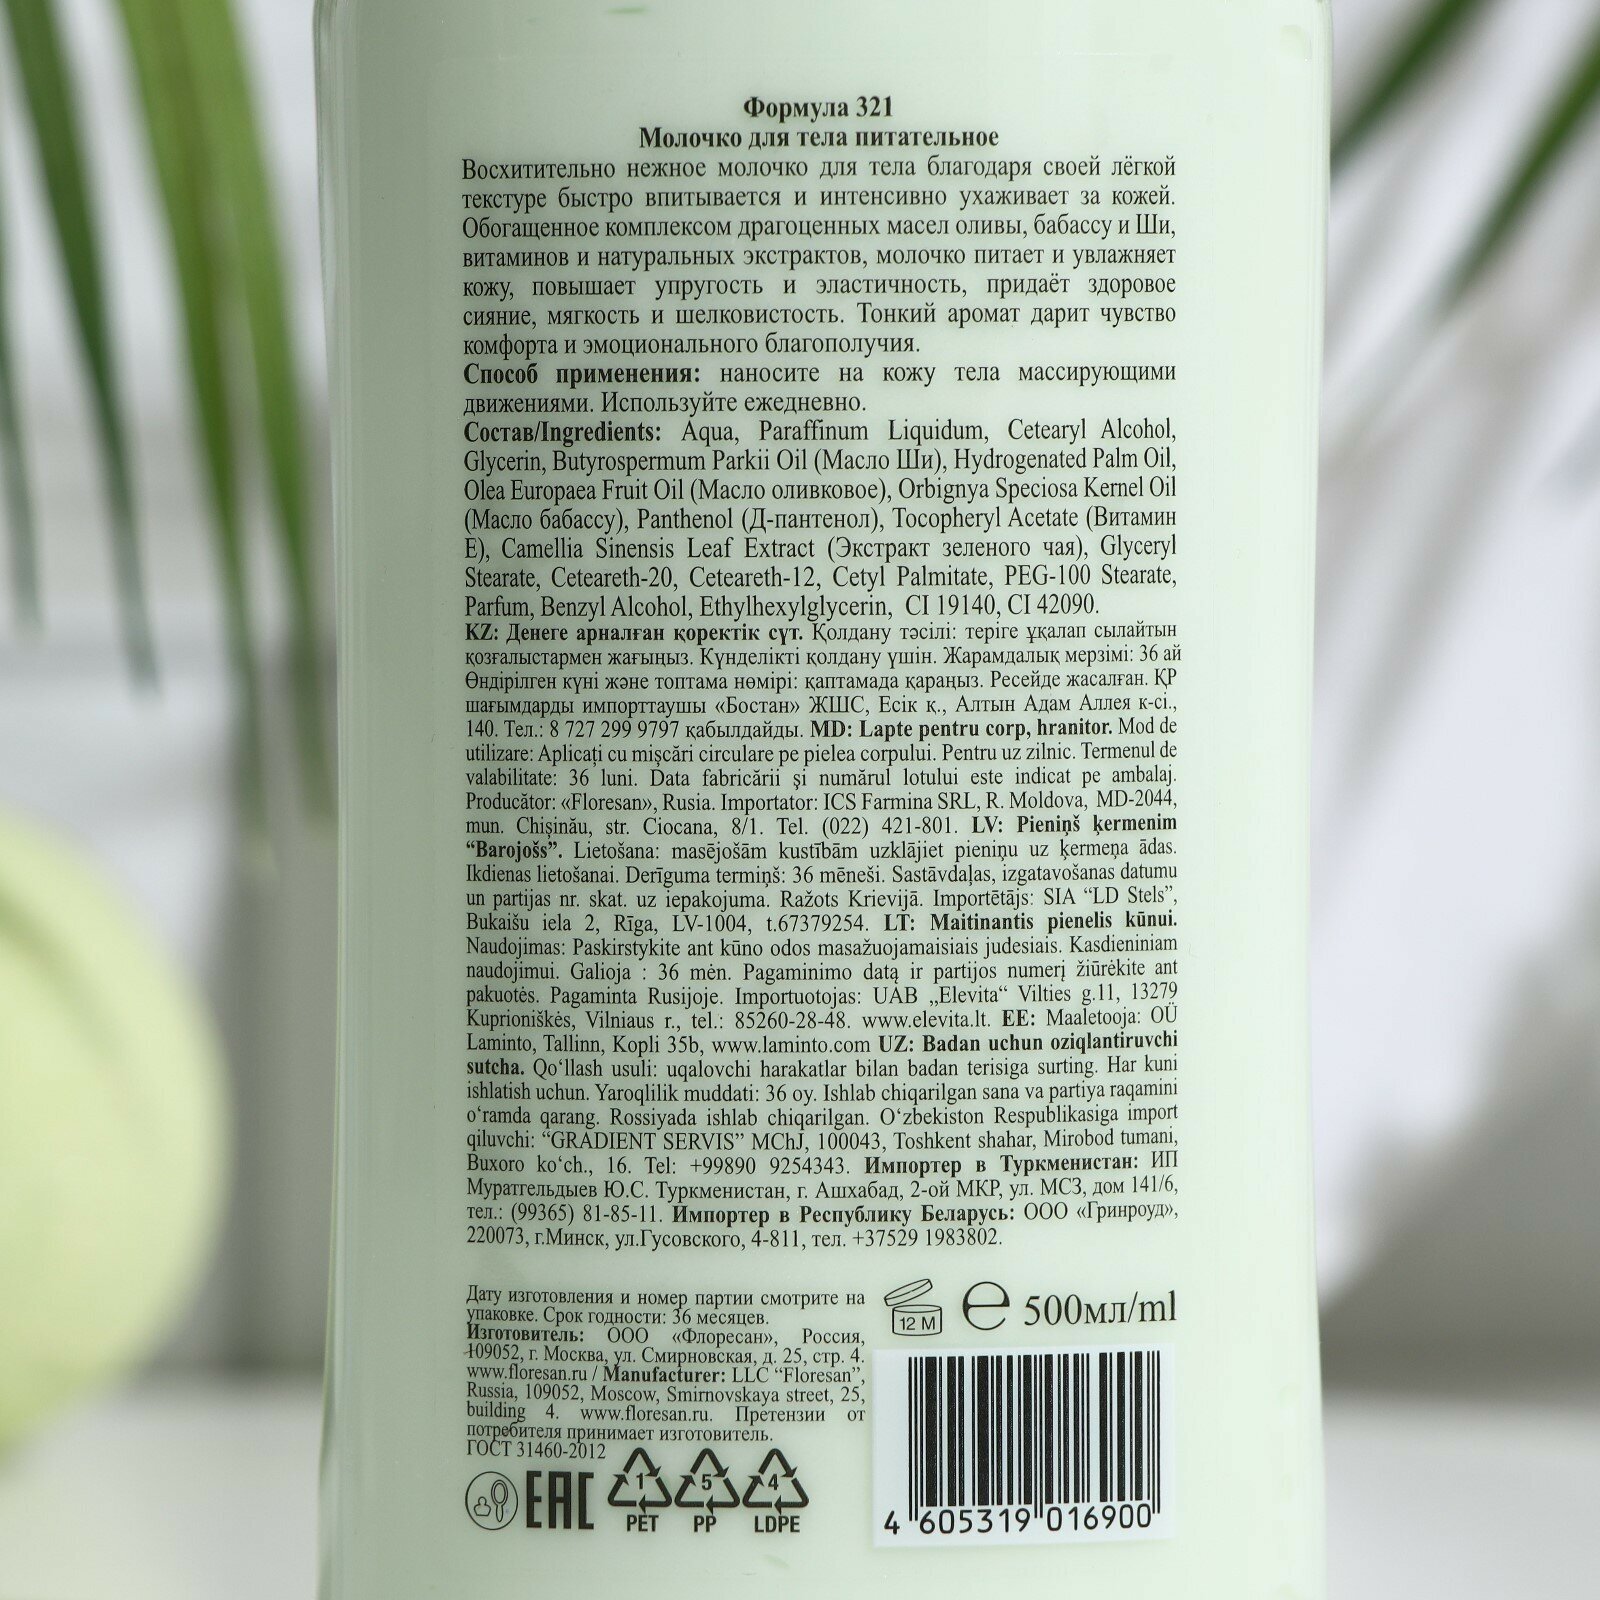 Формула 321
Молочко для тела питательное
Восхитительно нежное молочко для тела благодаря своей лёгкой
текстуре быстро впитывается и интенсивно ухаживает за кожей.
Обогащенное комплексом драгоценных масел оливы, бабассу и Ши,
витаминов и натуральных экстрактов, молочко питает и увлажняет
кожу, повышает упругость и эластичность, придаёт здоровое
сияние, мягкость и шелковистость. Тонкий аромат дарит чувство
комфорта и эмоционального благополучия.
Способ применения: наносите на кожу тела массирующими
движениями. Используйте ежедневно.
Состав/Ingredients: Aqua, Paraffinum Liquidum, Cetearyl Alcohol,
Glycerin, Butyrospermum Parkii Oil (Масло Ши), Hydrogenated Palm Oil,
Olea Europaea Fruit Oil (Масло оливковое), Orbignya Speciosa Kernel Oil
(Масло бабассу), Panthenol (Д-пантенол), Tocopheryl Acetate (Витамин
Е), Camellia Sinensis Leaf Extract (Экстракт зеленого чая), Glyceryl
Stearate, Ceteareth-20, Ceteareth-12, Cetyl Palmitate, PEG-100 Stearate,
Parfum, Benzyl Alcohol, Ethylhexylglycerin, CI 19140, CI 42090.
KZ: Денеге арналған қоректік сүт. Қолдану тәсілі: теріге ұқалап сылайтын
қозғалыстармен жағыңыз. Күнделікті қолдану үшін. Жарамдалық мерзімі: 36 ай
Өндірілген күні және топтама нөмірі: қаптамада қараңыз. Ресейде жасалған. ҚР
шағымдарды импорттаушы «Бостан» ЖШС, Есік қ., Алтын Адам Аллея к-сі.,
140. Тел.: 8 727 299 9797 қабылдайды. MD: Lapte pentru corp, hranitor. Mod de
utilizare: Aplicați cu mișcări circulare pe pielea corpului. Pentru uz zilnic. Termenul de
valabilitate: 36 luni. Data fabricării și numărul lotului este indicat pe ambalaj.
Producător: «Floresan», Rusia. Importator: ICS Farmina SRL, R. Moldova, MD-2044,
mun. Chișinău, str. Ciocana, 8/1. Tel. (022) 421-801. LV: Pieniņš ķermenim
“Barojošs”. Lietošana: masējošām kustībām uzklājiet pieniņu uz ķermeņa ādas.
Ikdienas lietošanai. Derīguma termiņš: 36 mēneši. Sastāvdaļas, izgatavošanas datumu
un partijas nr. skat. uz iepakojuma. Ražots Krievijā. Importētājs: SIA “LD Stels”,
Bukaišu iela 2, Rīga, LV-1004, t.67379254. LT: Maitinantis pienelis kūnui.
Naudojimas: Paskirstykite ant kūno odos masažuojamaisiais judesiais. Kasdieniniam
naudojimui. Galioja : 36 mėn. Pagaminimo datą ir partijos numerį žiūrėkite ant
pakuotės. Pagaminta Rusijoje. Importuotojas: UAB „Elevita“ Vilties g.11, 13279
Kuprioniškės, Vilniaus r., tel.: 85260-28-48. www.elevita.lt. EE: Maaletooja: OÜ
Laminto, Tallinn, Kopli 35b, www.laminto.com UZ: Badan uchun oziqlantiruvchi
sutcha. Qo‘llash usuli: uqalovchi harakatlar bilan badan terisiga surting. Har kuni
ishlatish uchun. Yaroqlilik muddati: 36 oy. Ishlab chiqarilgan sana va partiya raqamini
o‘ramda qarang. Rossiyada ishlab chiqarilgan. O‘zbekiston Respublikasiga import
qiluvchi: “GRADIENT SERVIS” MChJ, 100043, Toshkent shahar, Mirobod tumani,
Buxoro ko‘ch., 16. Tel: +99890 9254343. Импортер в Туркменистан: ИП
Муратгельдыев Ю.С. Туркменистан, г. Ашхабад, 2-ой МКР, ул. МСЗ, дом 141/6,
тел.: (99365) 81-85-11. Импортер в Республику Беларусь: ООО «Гринроуд»,
220073, г.Минск, ул.Гусовского, 4-811, тел. +37529 1983802.
Дату изготовления и номер партии смотрите на
упаковке. Срок годности: 36 месяцев.
Изготовитель: ООО «Флоресан», Россия,
109052, г. Москва, ул. Смирновская, д. 25, стр. 4.
www.floresan.ru / Manufacturer: LLC “Floresan”,
Russia, 109052, Moscow, Smirnovskaya street, 25,
building 4. www.floresan.ru. Претензии от
потребителя принимает изготовитель.
ГОСТ 31460-2012
12 M
℮ 500мл/ml
EAC
1 5 4
PET PP LDPE
4 605319 016900